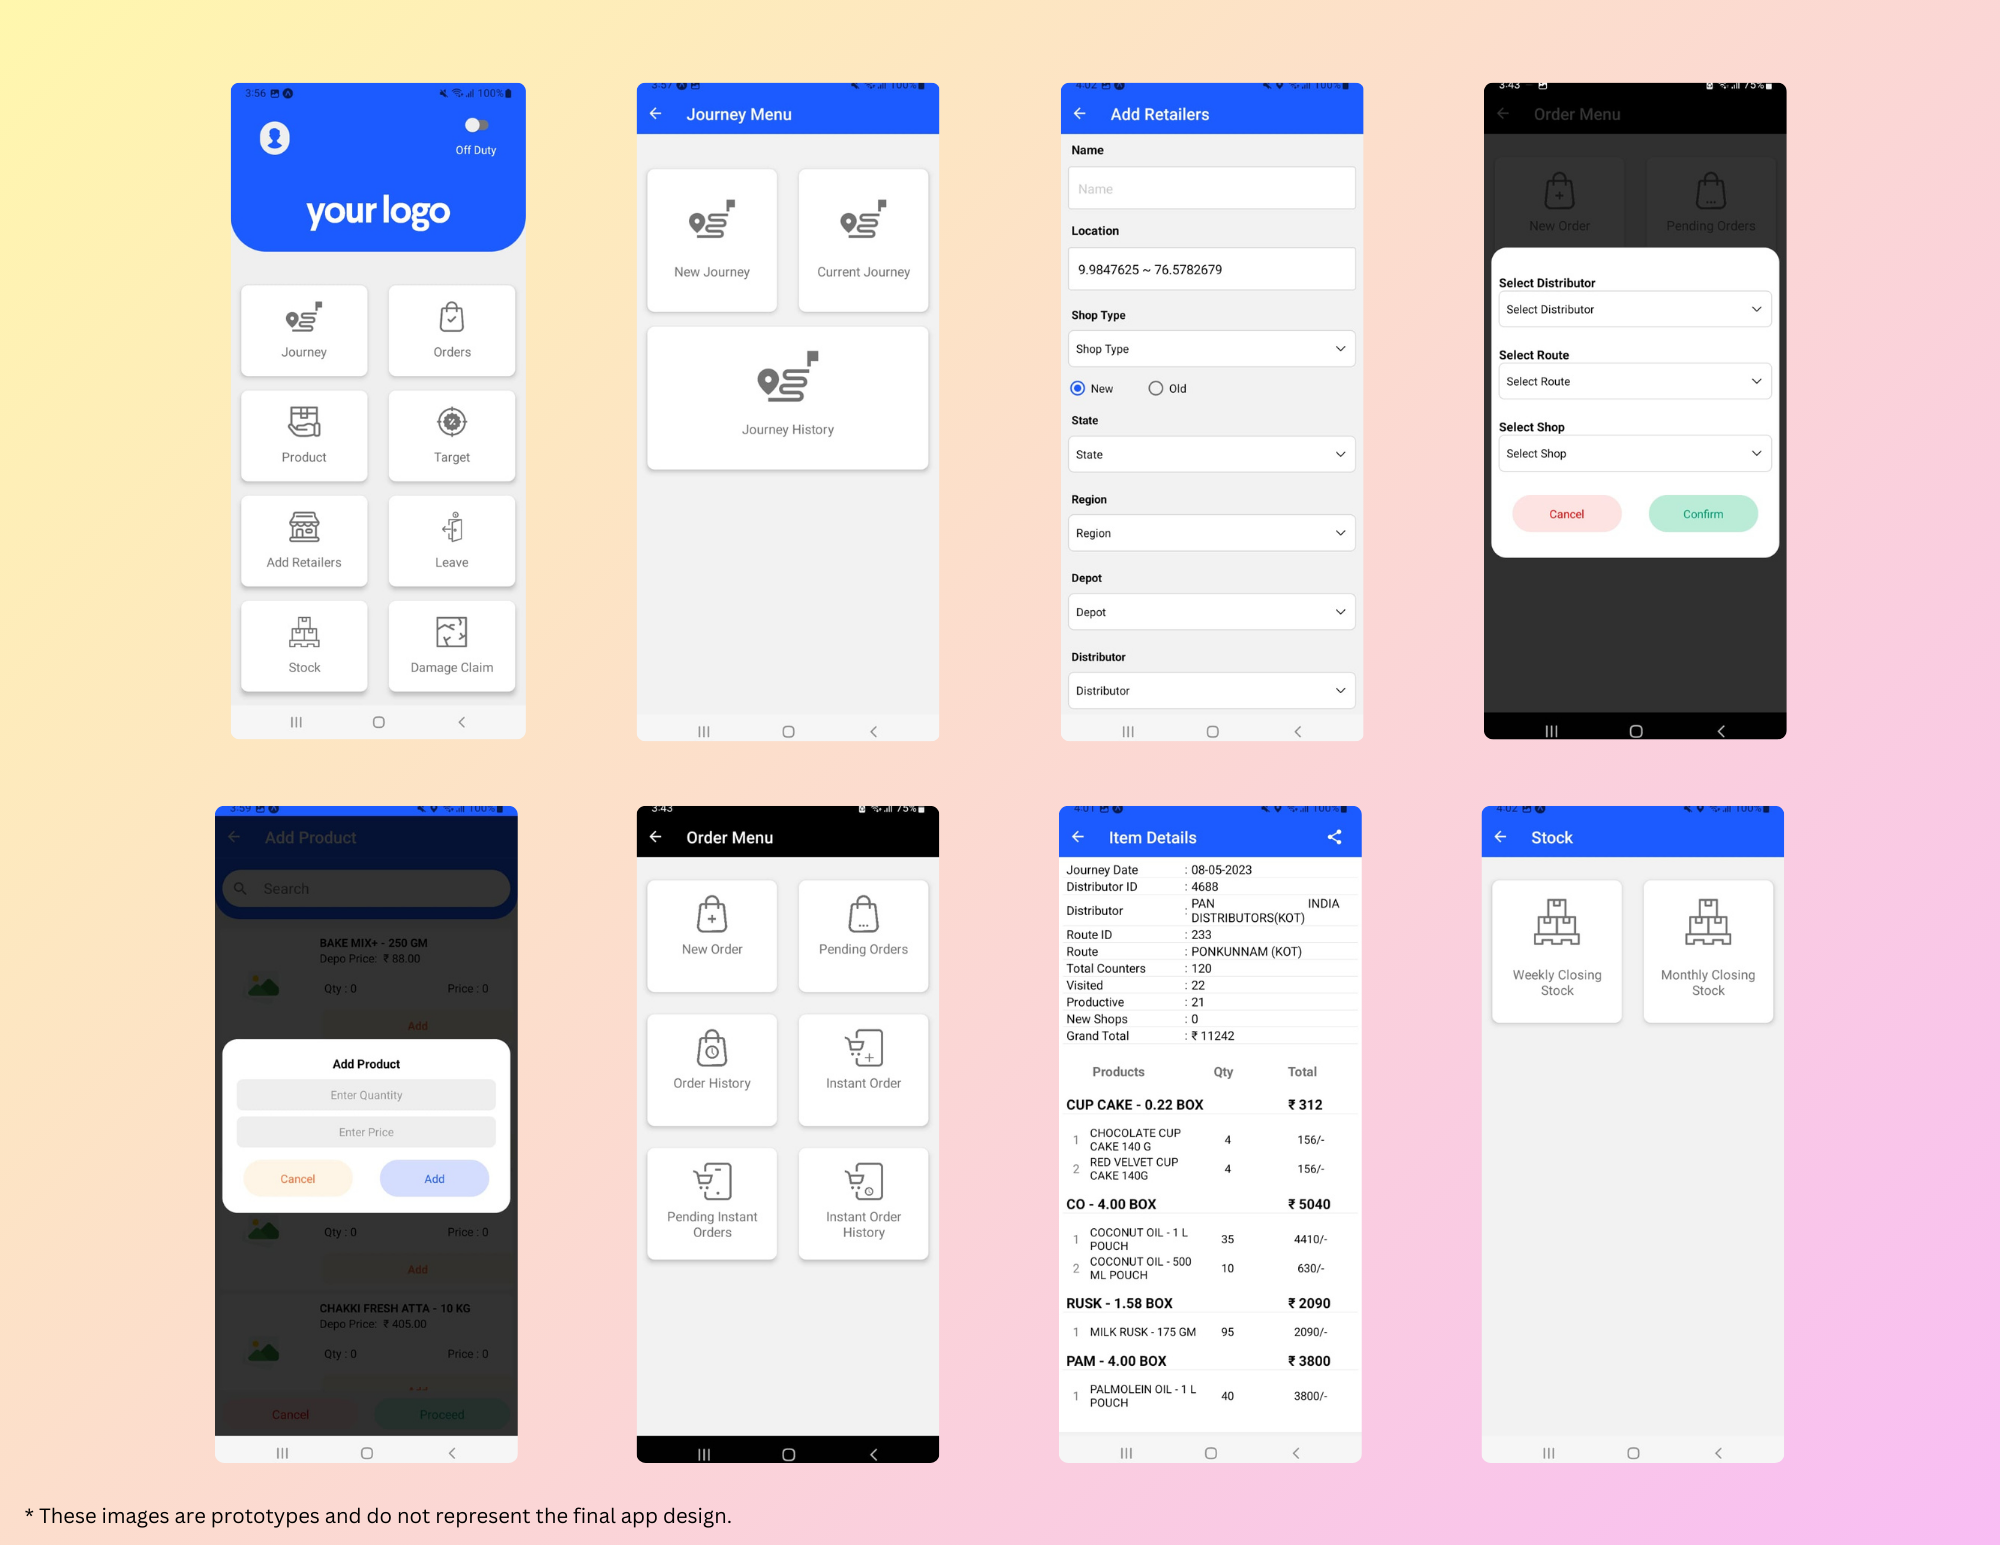 3:56 100%
Off Duty
your logo
Journey Orders
Product Target
Add Retailers Leave
Stock Damage Claim
3:57 100%
Journey Menu
New Journey Current Journey
Journey History
4:02 100%
Add Retailers
Name
Name
Location
9.9847625 ~ 76.5782679
Shop Type
Shop Type
New Old
State
State
Region
Region
Depot
Depot
Distributor
Distributor
3:43 75%
Order Menu
New Order Pending Orders
Select Distributor
Select Distributor
Select Route
Select Route
Select Shop
Select Shop
Cancel Confirm
3:59 100%
Add Product
Search
BAKE MIX+ - 250 GM
Depo Price: ₹ 88.00
Qty : 0 Price : 0
Add
Add Product
Enter Quantity
Enter Price
Cancel Add
Qty : 0 Price : 0
Add
CHAKKI FRESH ATTA - 10 KG
Depo Price: ₹ 405.00
Qty : 0 Price : 0
Add
Cancel Proceed
3:43 75%
Order Menu
New Order Pending Orders
Order History Instant Order
Pending Instant Orders Instant Order History
4:01 100%
Item Details
Journey Date : 08-05-2023
Distributor ID : 4688
Distributor : PAN INDIA
DISTRIBUTORS(KOT)
Route ID : 233
Route : PONKUNNAM (KOT)
Total Counters : 120
Visited : 22
Productive : 21
New Shops : 0
Grand Total : ₹ 11242
Products Qty Total
CUP CAKE - 0.22 BOX ₹ 312
1 CHOCOLATE CUP CAKE 140 G 4 156/-
2 RED VELVET CUP CAKE 140G 4 156/-
CO - 4.00 BOX ₹ 5040
1 COCONUT OIL - 1 L POUCH 35 4410/-
2 COCONUT OIL - 500 ML POUCH 10 630/-
RUSK - 1.58 BOX ₹ 2090
1 MILK RUSK - 175 GM 95 2090/-
PAM - 4.00 BOX ₹ 3800
1 PALMOLEIN OIL - 1 L POUCH 40 3800/-
4:02 100%
Stock
Weekly Closing Stock Monthly Closing Stock
* These images are prototypes and do not represent the final app design.